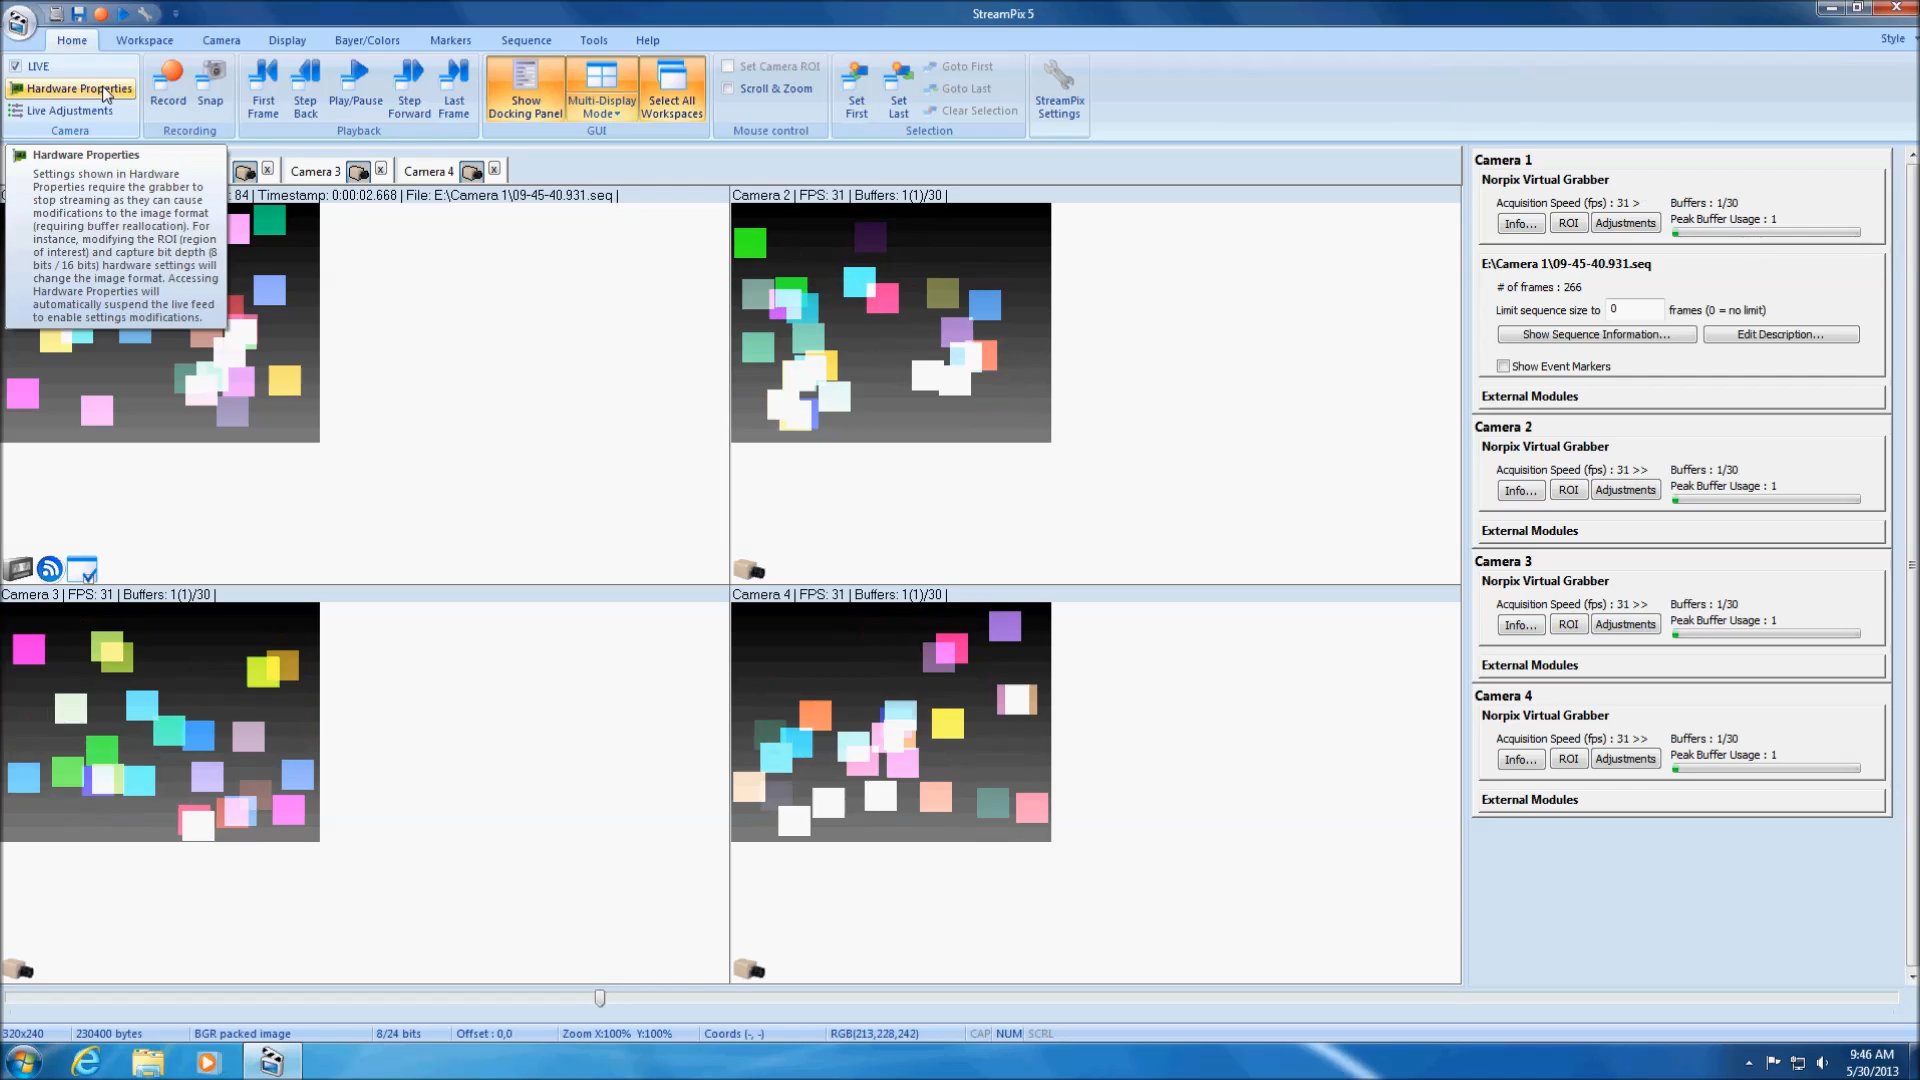 StreamPix 5
Home Workspace Camera Display Bayer/Colors Markers Sequence Tools Help Style
LIVE
Hardware Properties
Live Adjustments
Camera
Record Snap
Recording
First Frame Step Back Play/Pause Step Forward Last Frame
Playback
Show Docking Panel Multi-Display Mode Select All Workspaces
GUI
Set Camera ROI
Scroll & Zoom
Mouse control
Set First Set Last
Goto First
Goto Last
Clear Selection
Selection
StreamPix Settings
Hardware Properties
Settings shown in Hardware
Properties require the grabber to
stop streaming as they can cause
modifications to the image format
(requiring buffer reallocation). For
instance, modifying the ROI (region
of interest) and capture bit depth (8
bits / 16 bits) hardware settings will
change the image format. Accessing
Hardware Properties will
automatically suspend the live feed
to enable settings modifications.
x Camera 3 x Camera 4 x
84 | Timestamp: 0:00:02.668 | File: E:\Camera 1\09-45-40.931.seq |
Camera 2 | FPS: 31 | Buffers: 1(1)/30 |
Camera 3 | FPS: 31 | Buffers: 1(1)/30 |
Camera 4 | FPS: 31 | Buffers: 1(1)/30 |
Camera 1
Norpix Virtual Grabber
Acquisition Speed (fps) : 31 > Buffers : 1/30
Info... ROI Adjustments Peak Buffer Usage : 1
E:\Camera 1\09-45-40.931.seq
# of frames : 266
Limit sequence size to 0 frames (0 = no limit)
Show Sequence Information... Edit Description...
Show Event Markers
External Modules
Camera 2
Norpix Virtual Grabber
Acquisition Speed (fps) : 31 >> Buffers : 1/30
Info... ROI Adjustments Peak Buffer Usage : 1
External Modules
Camera 3
Norpix Virtual Grabber
Acquisition Speed (fps) : 31 >> Buffers : 1/30
Info... ROI Adjustments Peak Buffer Usage : 1
External Modules
Camera 4
Norpix Virtual Grabber
Acquisition Speed (fps) : 31 >> Buffers : 1/30
Info... ROI Adjustments Peak Buffer Usage : 1
External Modules
320x240 230400 bytes BGR packed image 8/24 bits Offset : 0,0 Zoom X:100% Y:100% Coords (-, -) RGB(213,228,242) CAP NUM SCRL
9:46 AM
5/30/2013